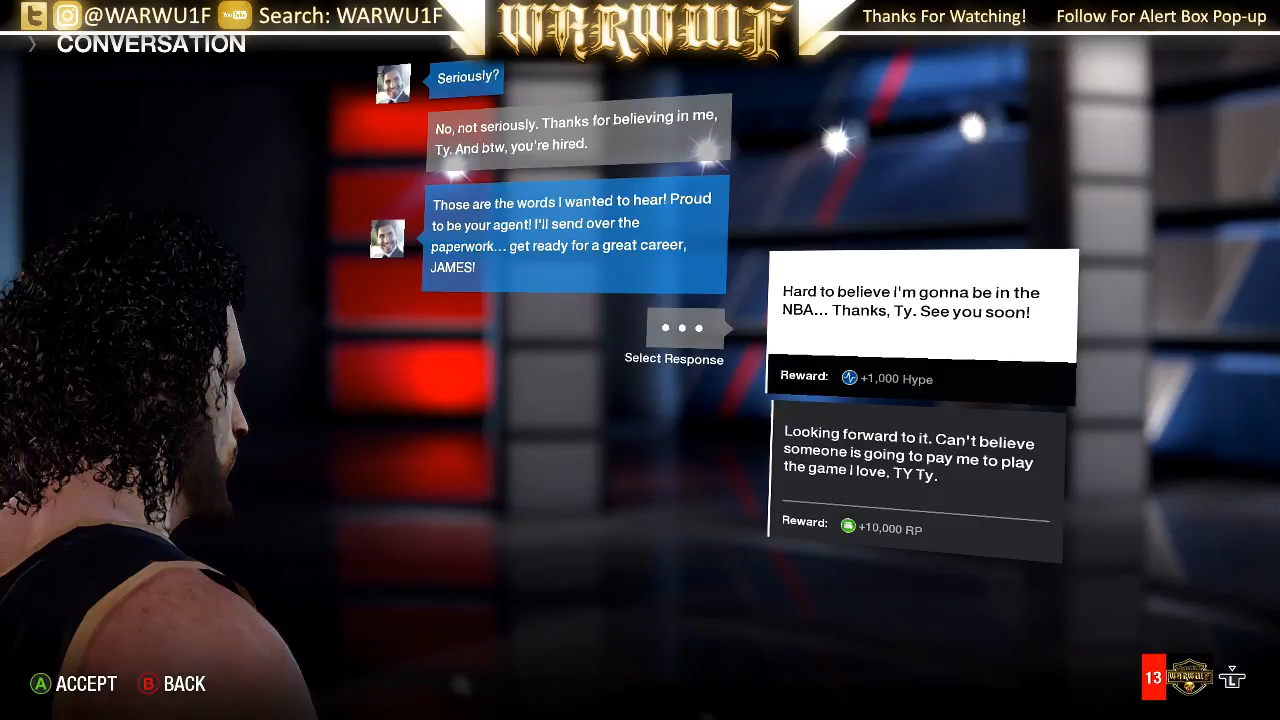 @WARWU1F
You Tube
Search: WARWU1F
WARWU1F
Thanks For Watching!
Follow For Alert Box Pop-up
CONVERSATION
Seriously?
No, not seriously. Thanks for believing in me,
Ty. And btw, you're hired.
Those are the words I wanted to hear! Proud
to be your agent! I'll send over the
paperwork... get ready for a great career,
JAMES!
Select Response
Hard to believe I'm gonna be in the
NBA... Thanks, Ty. See you soon!
Reward: +1,000 Hype
Looking forward to it. Can't believe
someone is going to pay me to play
the game I love. TY Ty.
Reward: +10,000 RP
A ACCEPT B BACK
13
WARWU1F
L